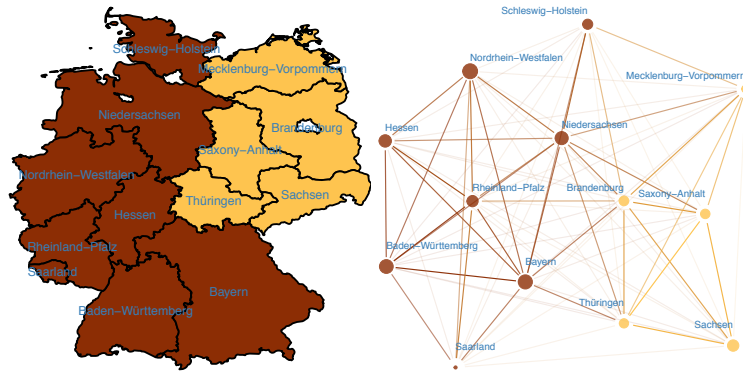 Schleswig–Holstein
Mecklenburg–Vorpommern
Niedersachsen
Brandenburg
Saxony–Anhalt
Nordrhein–Westfalen
Thüringen
Sachsen
Hessen
Rheinland–Pfalz
Saarland
Bayern
Baden–Württemberg
Schleswig–Holstein
Nordrhein–Westfalen
Mecklenburg–Vorpommern
Hessen
Niedersachsen
Rheinland–Pfalz
Brandenburg
Saxony–Anhalt
Baden–Württemberg
Bayern
Thüringen
Sachsen
Saarland